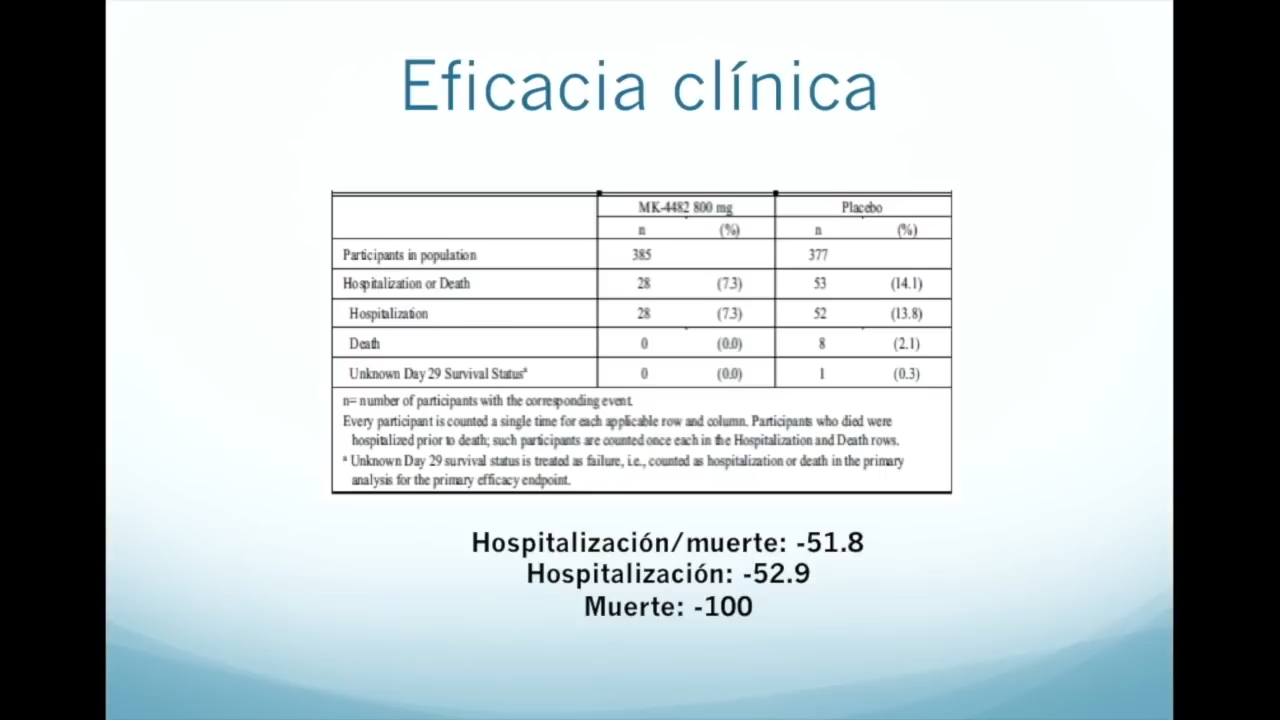 Eficacia clínica
MK-4482 800 mg Placebo
n (%) n (%)
Participants in population 385 377
Hospitalization or Death 28 (7.3) 53 (14.1)
Hospitalization 28 (7.3) 52 (13.8)
Death 0 (0.0) 8 (2.1)
Unknown Day 29 Survival Statusª 0 (0.0) 1 (0.3)
n= number of participants with the corresponding event.
Every participant is counted a single time for each applicable row and column. Participants who died were
hospitalized prior to death; such participants are counted once each in the Hospitalization and Death rows.
ª Unknown Day 29 survival status is treated as failure, i.e., counted as hospitalization or death in the primary
analysis for the primary efficacy endpoint.
Hospitalización/muerte: -51.8
Hospitalización: -52.9
Muerte: -100